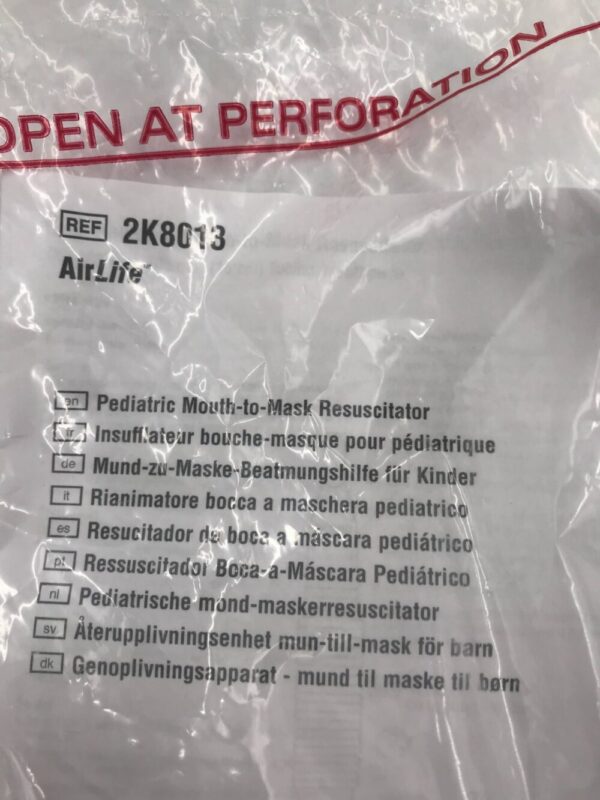 OPEN AT PERFORATION
REF 2K8013
AirLife™
en Pediatric Mouth-to-Mask Resuscitator
fr Insufflateur bouche-masque pour pédiatrique
de Mund-zu-Maske-Beatmungshilfe für Kinder
it Rianimatore bocca a maschera pediatrico
es Resucitador de boca a máscara pediátrico
pt Ressuscitador Boca-a-Máscara Pediátrico
nl Pediatrische mond-maskerresuscitator
sv Återupplivningsenhet mun-till-mask för barn
dk Genoplivningsapparat - mund til maske til børn